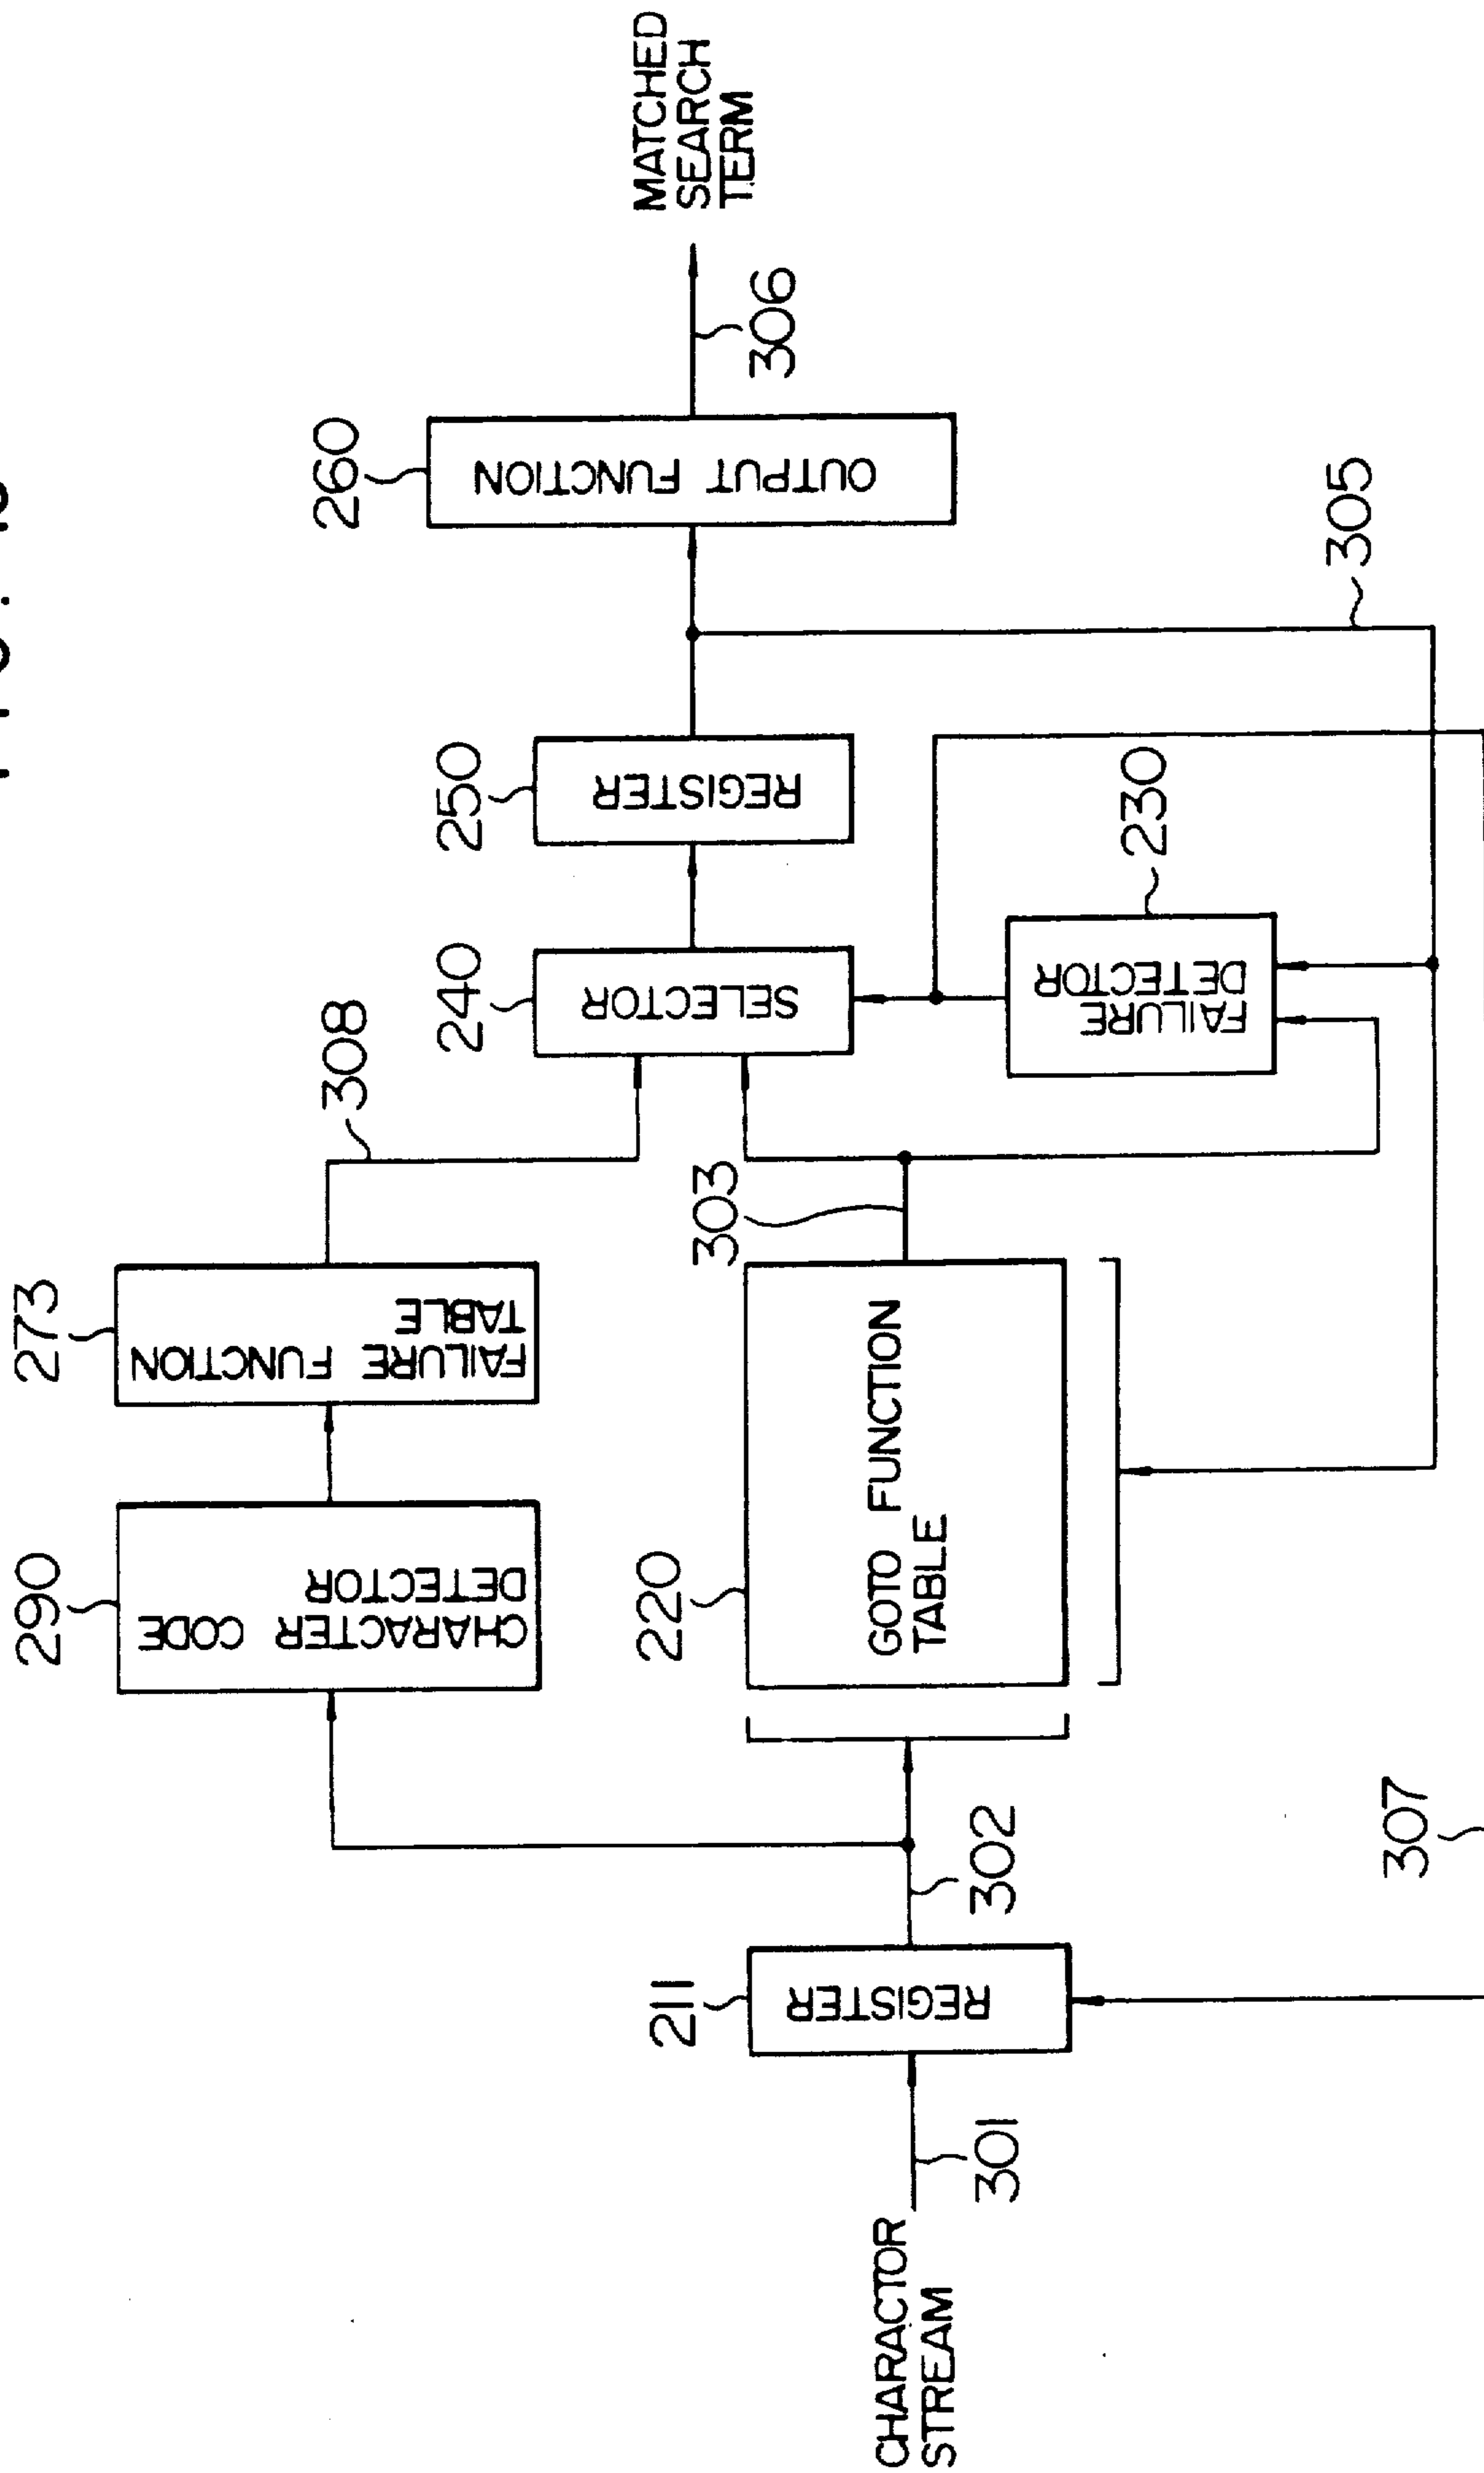 273
308
290
FAILURE FUNCTION
TABLE
CHARACTER CODE
DETECTOR
240
SELECTOR
250
REGISTER
260
OUTPUT FUNCTION
306
MATCHED
SEARCH
TERM
220
GOTO FUNCTION
TABLE
303
FAILURE
DETECTOR
230
305
211
REGISTER
302
301
CHARACTOR
STREAM
307